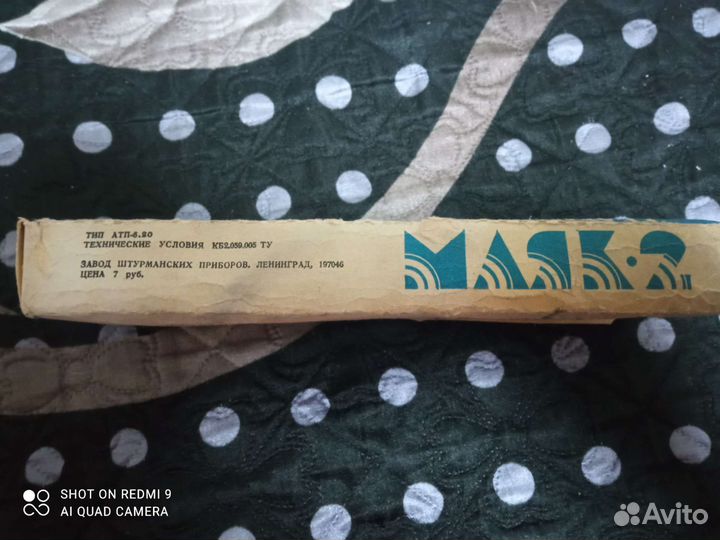 ТИП АТП-6.20
ТЕХНИЧЕСКИЕ УСЛОВИЯ КБ2.059.005 ТУ
ЗАВОД ШТУРМАНСКИХ ПРИБОРОВ, ЛЕНИНГРАД, 197046
ЦЕНА 7 руб.
МАЯК·2"
SHOT ON REDMI 9
AI QUAD CAMERA
Avito